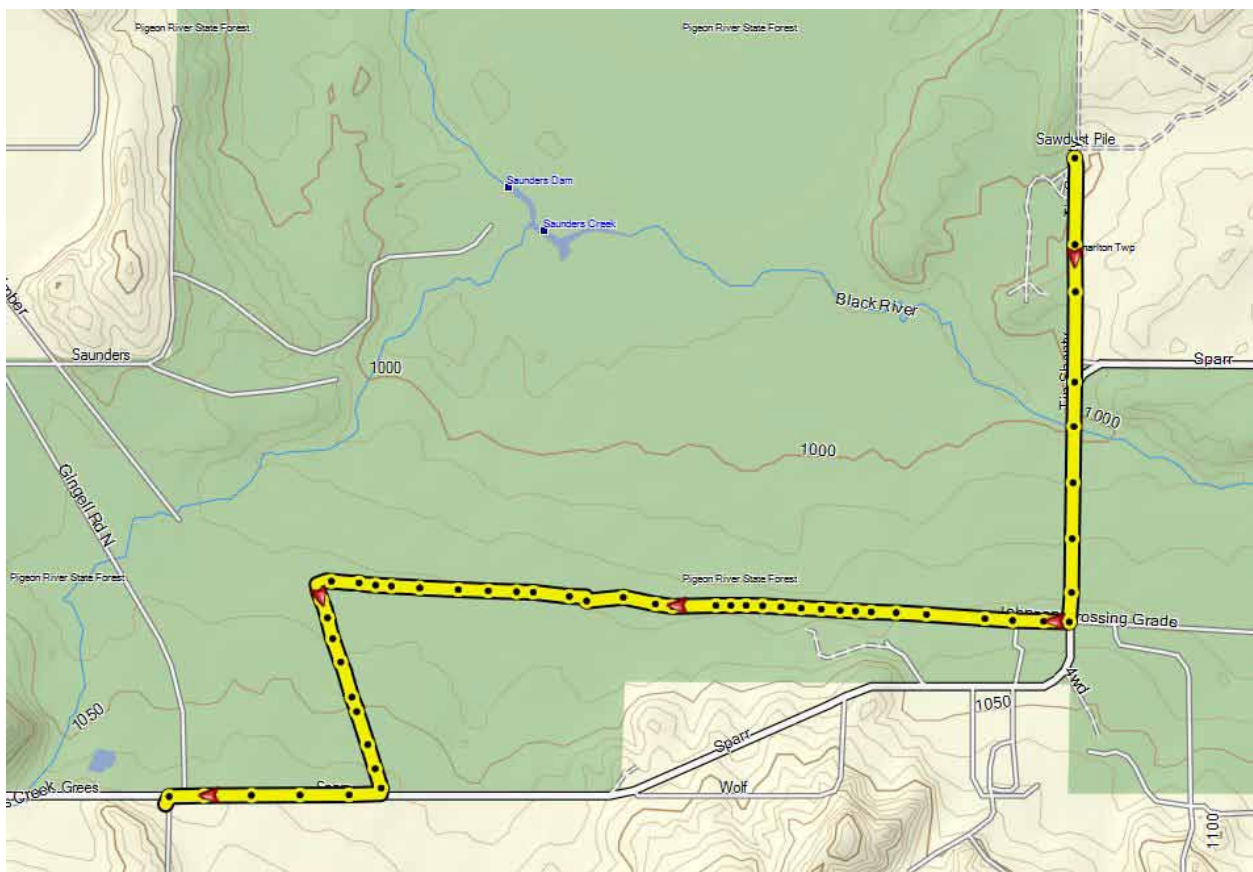 Pigeon River State Forest
Pigeon River State Forest
Sawdust Pile
Saunders Dam
Saunders Creek
Black River
Saunders
1000
Sparr
1000
1000
Gingell Rd N
Pigeon River State Forest
Pigeon River State Forest
Crossing Grade
4wd
1050
1050
Sparr
Creek
Grees
Wolf
1100